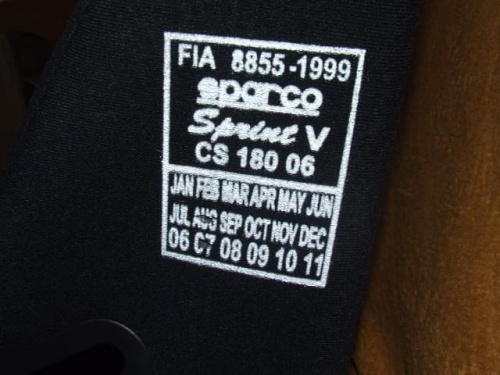 FIA 8855-1999
sparco
Sprint V
CS 180 06
JAN FEB MAR APR MAY JUN
JUL AUG SEP OCT NOV DEC
06 07 08 09 10 11